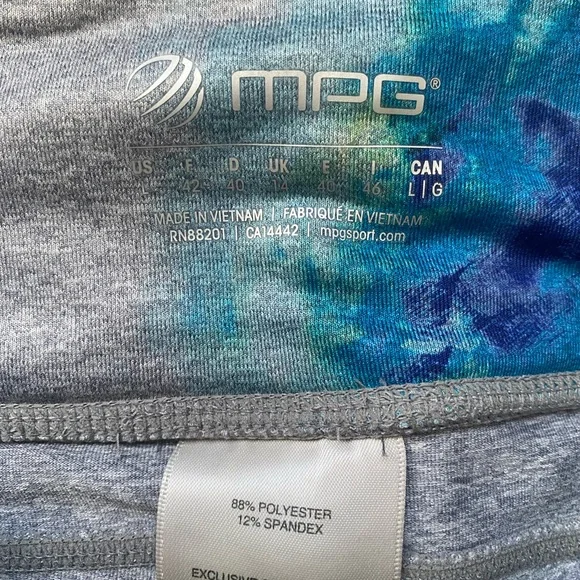 MPG®
US F D UK E I CAN
L 42 40 14 40 46 L|G
MADE IN VIETNAM | FABRIQUÉ EN VIETNAM
RN88201 | CA14442 | mpgsport.com
88% POLYESTER
12% SPANDEX
EXCLUSIVE